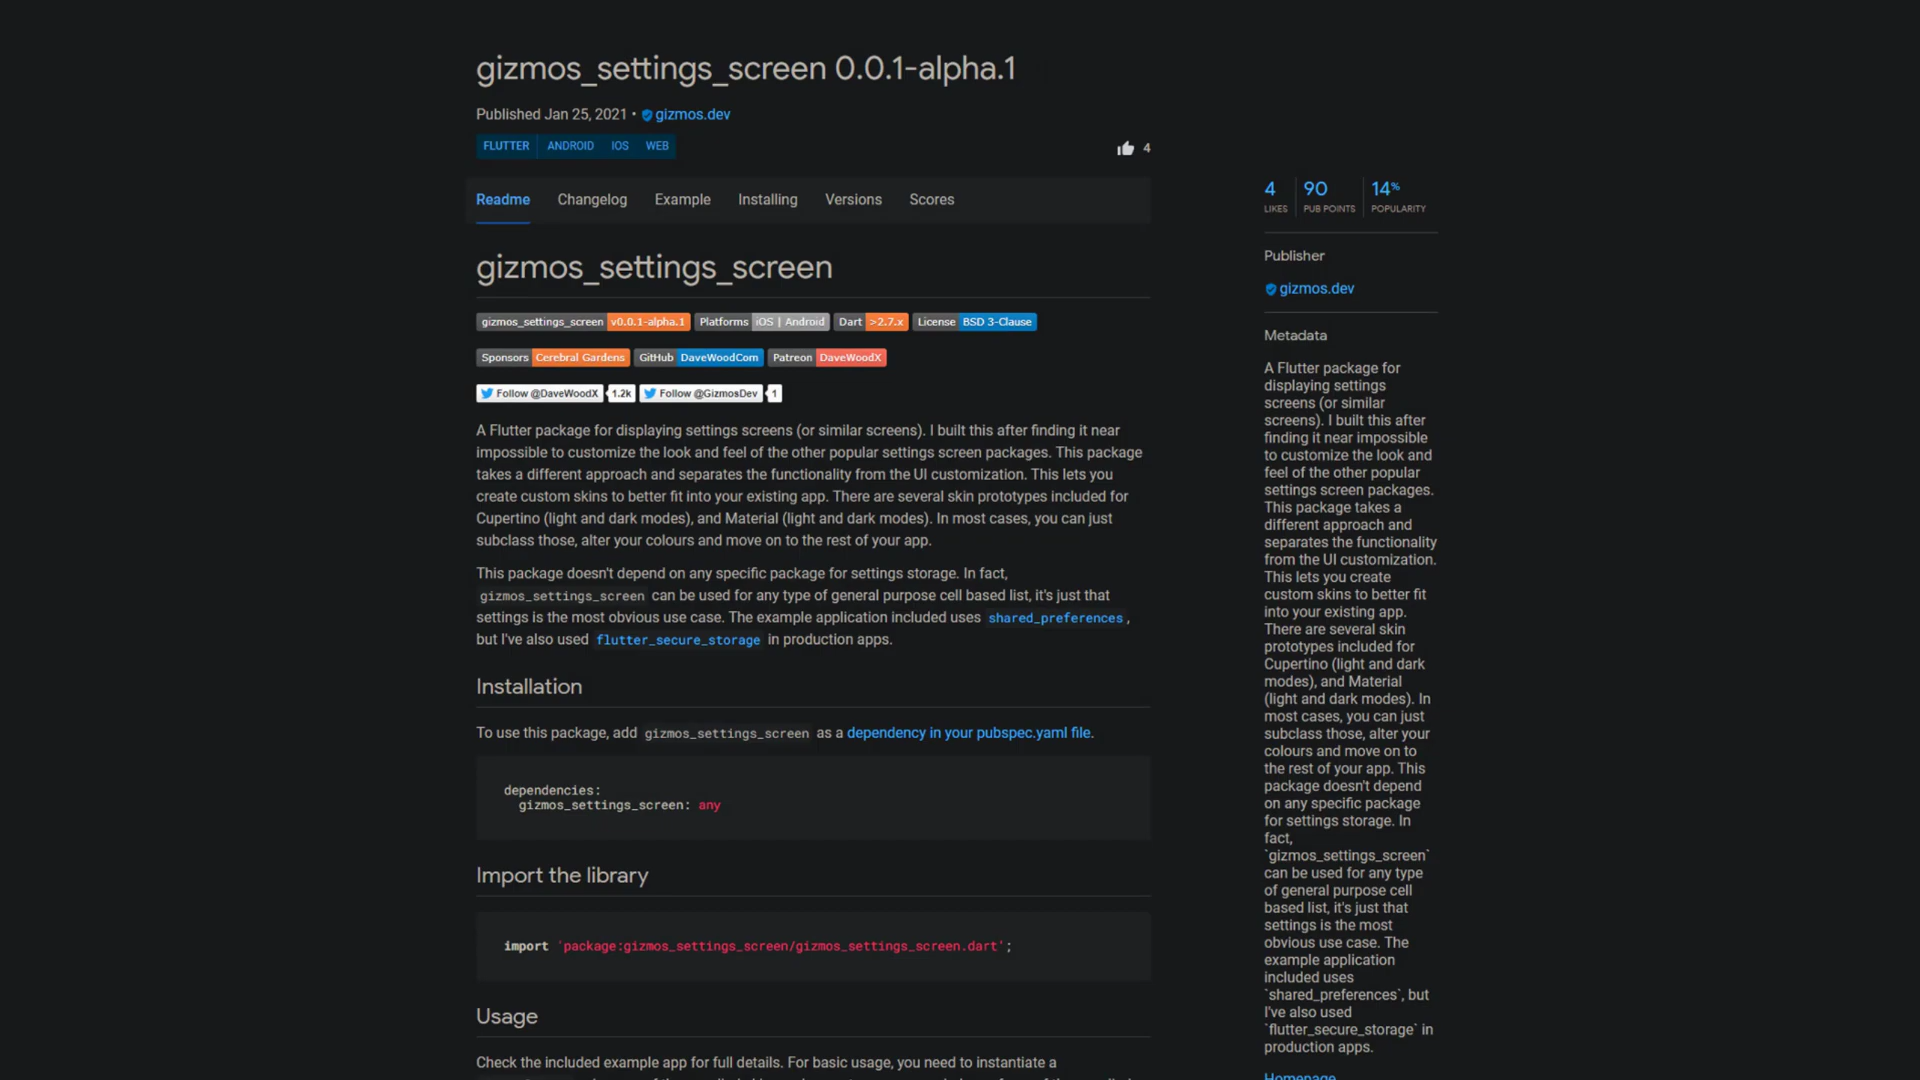 gizmos_settings_screen 0.0.1-alpha.1
Published Jan 25, 2021 • gizmos.dev
FLUTTER ANDROID IOS WEB
4
Readme Changelog Example Installing Versions Scores
gizmos_settings_screen
gizmos_settings_screen v0.0.1-alpha.1 Platforms iOS | Android Dart >2.7.x License BSD 3-Clause
Sponsors Cerebral Gardens GitHub DaveWoodCom Patreon DaveWoodX
Follow @DaveWoodX 1.2k Follow @GizmosDev 1
A Flutter package for displaying settings screens (or similar screens). I built this after finding it near
impossible to customize the look and feel of the other popular settings screen packages. This package
takes a different approach and separates the functionality from the UI customization. This lets you
create custom skins to better fit into your existing app. There are several skin prototypes included for
Cupertino (light and dark modes), and Material (light and dark modes). In most cases, you can just
subclass those, alter your colours and move on to the rest of your app.
This package doesn't depend on any specific package for settings storage. In fact,
gizmos_settings_screen can be used for any type of general purpose cell based list, it's just that
settings is the most obvious use case. The example application included uses shared_preferences,
but I've also used flutter_secure_storage in production apps.
Installation
To use this package, add gizmos_settings_screen as a dependency in your pubspec.yaml file.
dependencies:
gizmos_settings_screen: any
Import the library
import 'package:gizmos_settings_screen/gizmos_settings_screen.dart';
Usage
Check the included example app for full details. For basic usage, you need to instantiate a
4 90 14%
LIKES PUB POINTS POPULARITY
Publisher
gizmos.dev
Metadata
A Flutter package for
displaying settings
screens (or similar
screens). I built this after
finding it near impossible
to customize the look and
feel of the other popular
settings screen packages.
This package takes a
different approach and
separates the functionality
from the UI customization.
This lets you create
custom skins to better fit
into your existing app.
There are several skin
prototypes included for
Cupertino (light and dark
modes), and Material
(light and dark modes). In
most cases, you can just
subclass those, alter your
colours and move on to
the rest of your app. This
package doesn't depend
on any specific package
for settings storage. In
fact,
`gizmos_settings_screen`
can be used for any type
of general purpose cell
based list, it's just that
settings is the most
obvious use case. The
example application
included uses
`shared_preferences`, but
I've also used
`flutter_secure_storage` in
production apps.
Homepage